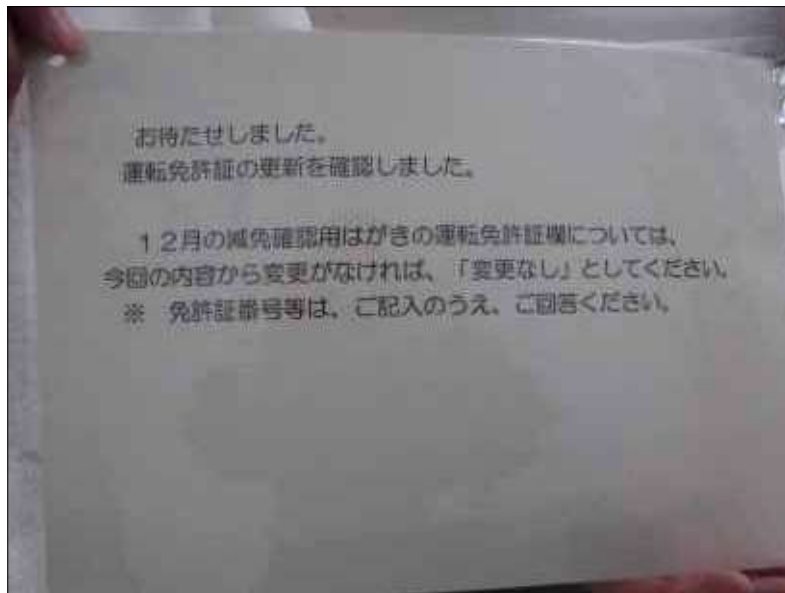 お待たせしました。
運転免許証の更新を確認しました。
12月の減免確認用はがきの運転免許証欄については、
今回の内容から変更がなければ、「変更なし」としてください。
※ 免許証番号等は、ご記入のうえ、ご回答ください。